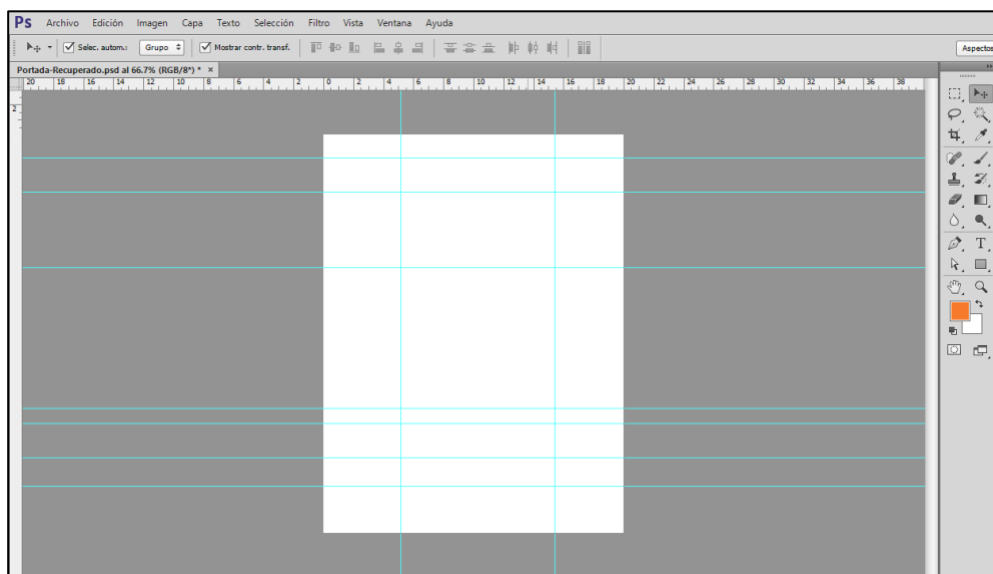 Ps Archivo Edición Imagen Capa Texto Selección Filtro Vista Ventana Ayuda
Selec. autom.: Grupo Mostrar contr. transf. Aspectos
Portada-Recuperado.psd al 66.7% (RGB/8*) * ×
20 18 16 14 12 10 8 6 4 2 0 2 4 6 8 10 12 14 16 18 20 22 24 26 28 30 32 34 36 38
2
T